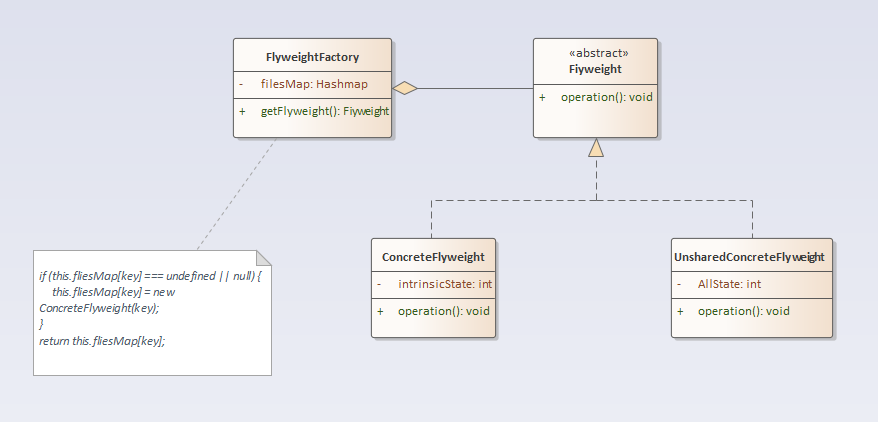 FlyweightFactory
- filesMap: Hashmap
+ getFlyweight(): Fiyweight
«abstract»
Fiyweight
+ operation(): void
if (this.fliesMap[key] === undefined || null) {
this.fliesMap[key] = new
ConcreteFlyweight(key);
}
return this.fliesMap[key];
ConcreteFlyweight
- intrinsicState: int
+ operation(): void
UnsharedConcreteFlyweight
- AllState: int
+ operation(): void